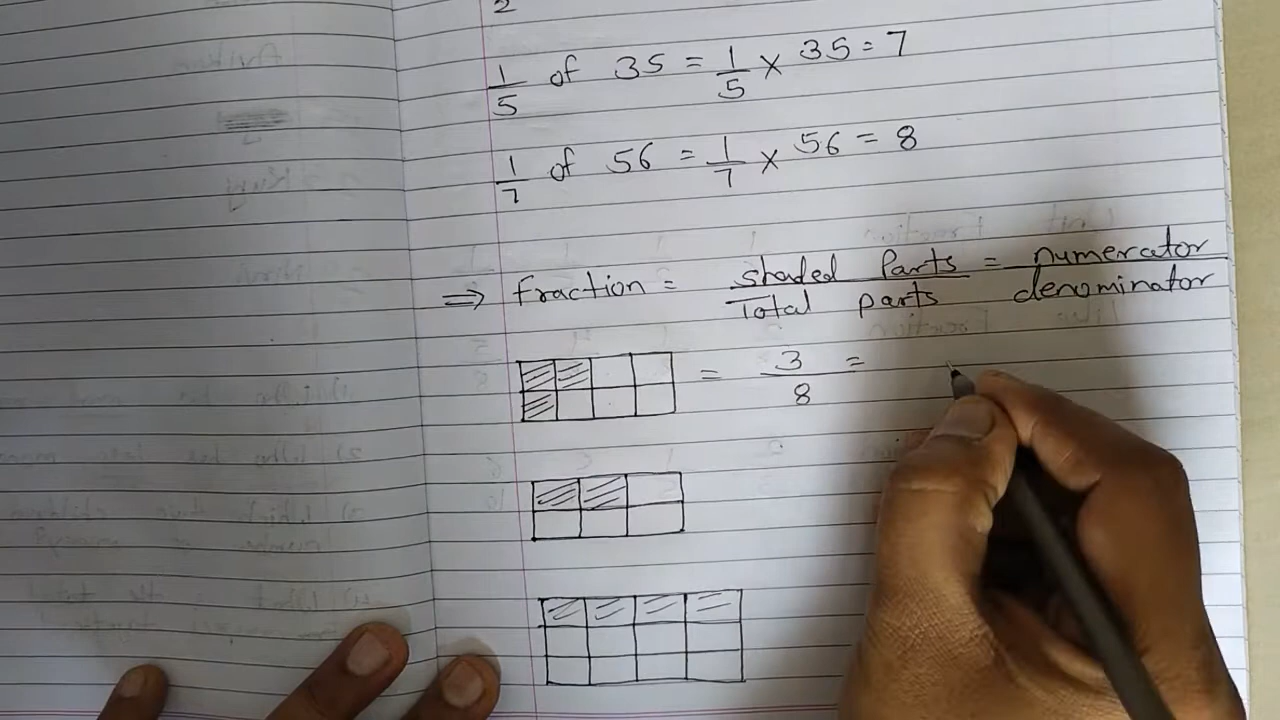 2
1/5 of 35 = 1/5 × 35 = 7
1/7 of 56 = 1/7 × 56 = 8
⇒ Fraction = shaded Parts/Total parts = numerator/denominator
= 3/8 =